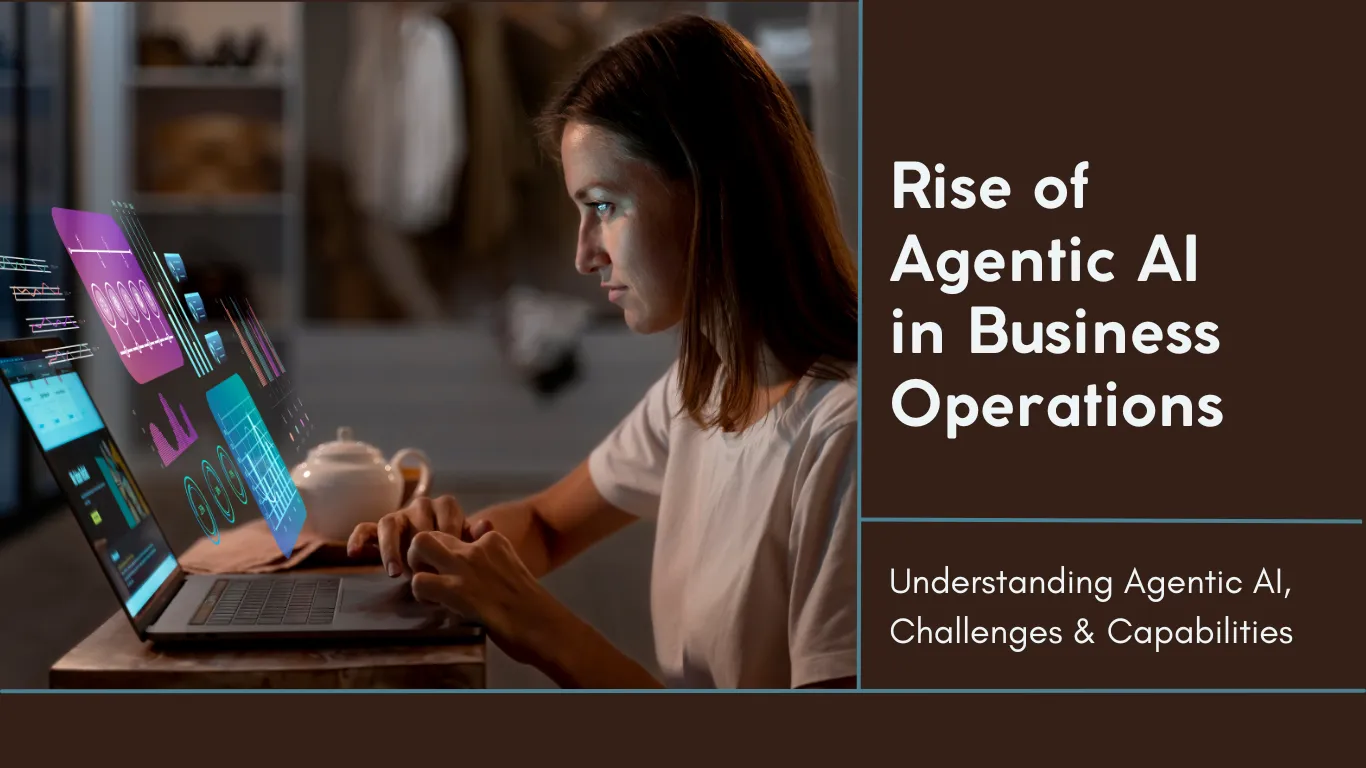 Rise of
Agentic AI
in Business
Operations
Understanding Agentic AI,
Challenges & Capabilities